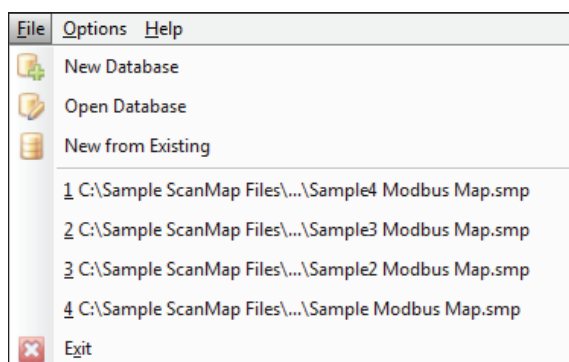 File Options Help
New Database
Open Database
New from Existing
1 C:\Sample ScanMap Files\...\Sample4 Modbus Map.smp
2 C:\Sample ScanMap Files\...\Sample3 Modbus Map.smp
3 C:\Sample ScanMap Files\...\Sample2 Modbus Map.smp
4 C:\Sample ScanMap Files\...\Sample Modbus Map.smp
Exit